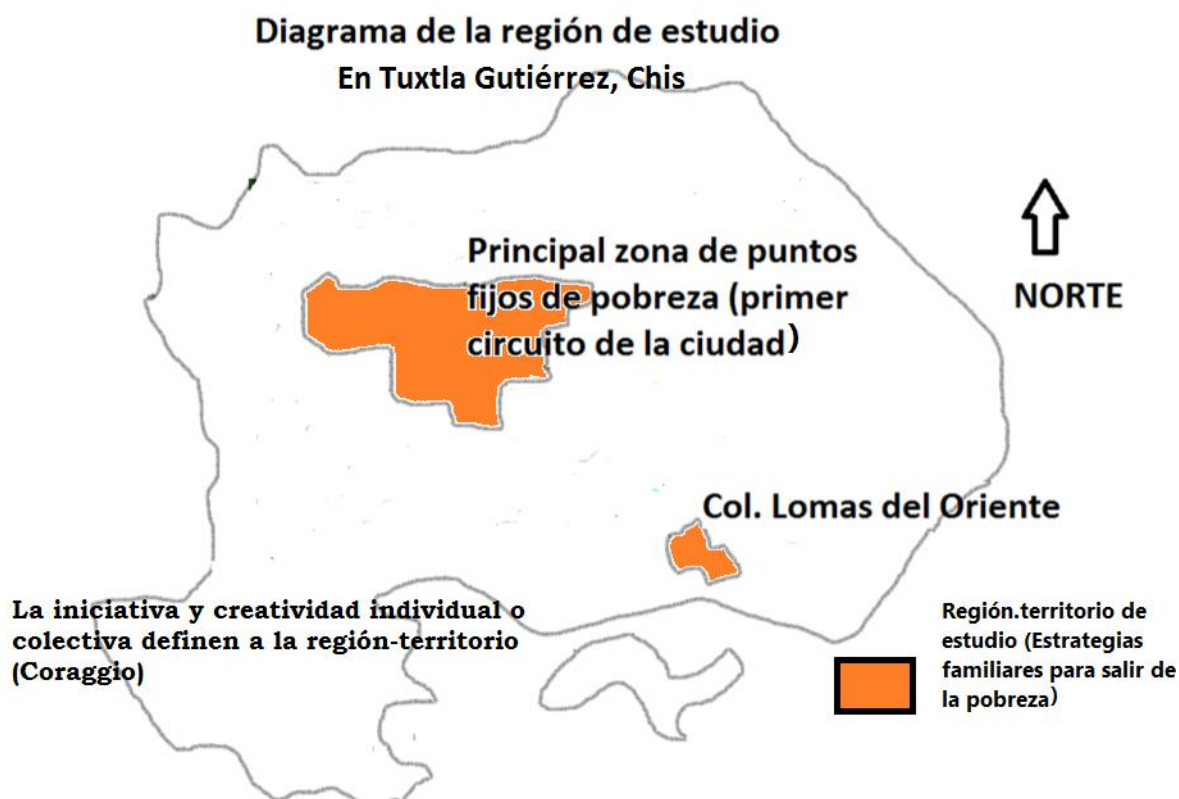 Diagrama de la región de estudio
En Tuxtla Gutiérrez, Chis
Principal zona de puntos
fijos de pobreza (primer
circuito de la ciudad)
NORTE
Col. Lomas del Oriente
La iniciativa y creatividad individual o
colectiva definen a la región-territorio
(Coraggio)
Región.territorio de
estudio (Estrategias
familiares para salir de
la pobreza)